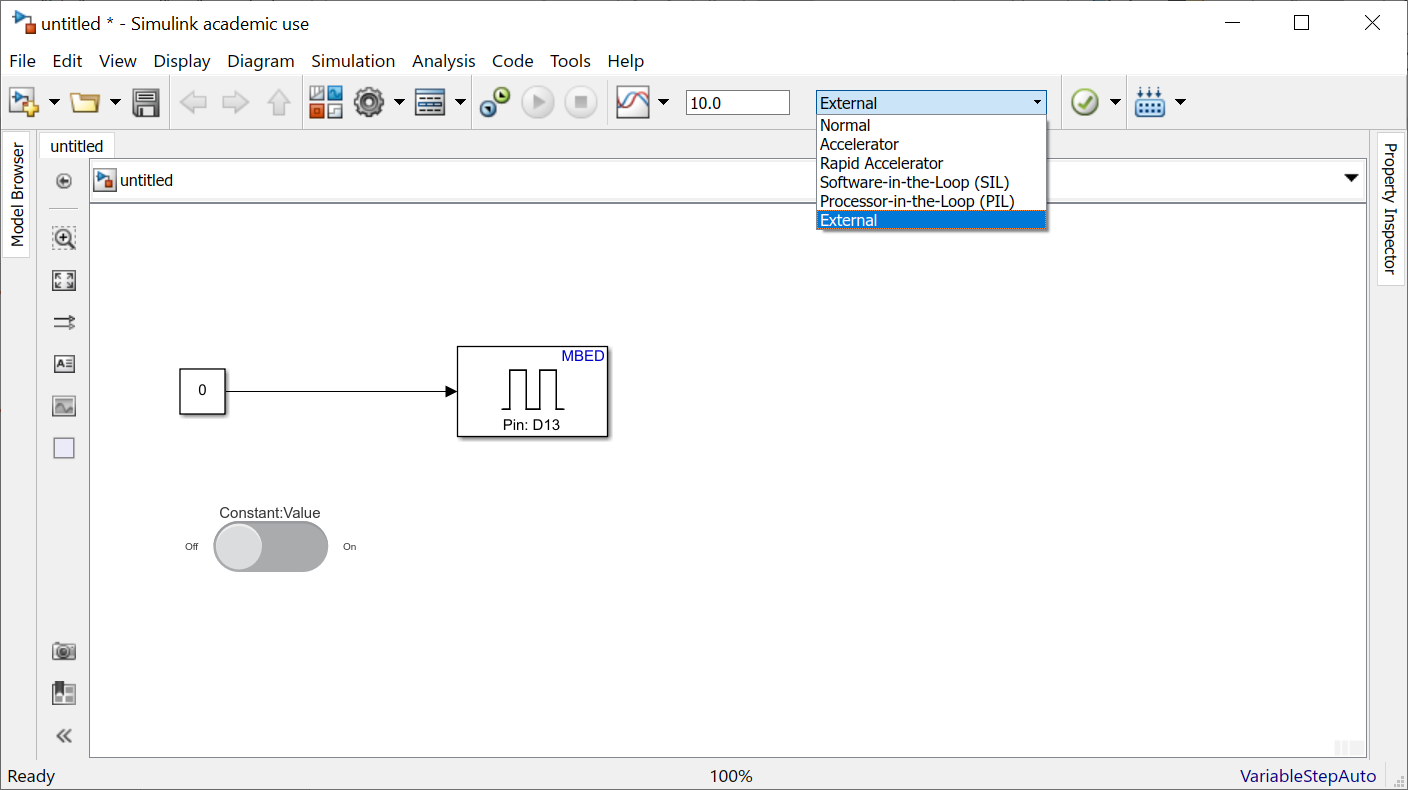 untitled * - Simulink academic use
File Edit View Display Diagram Simulation Analysis Code Tools Help
10.0
External
Normal
Accelerator
Rapid Accelerator
Software-in-the-Loop (SIL)
Processor-in-the-Loop (PIL)
External
Model Browser
untitled
untitled
Property Inspector
0
MBED
Pin: D13
Constant:Value
Off
On
Ready
100%
VariableStepAuto